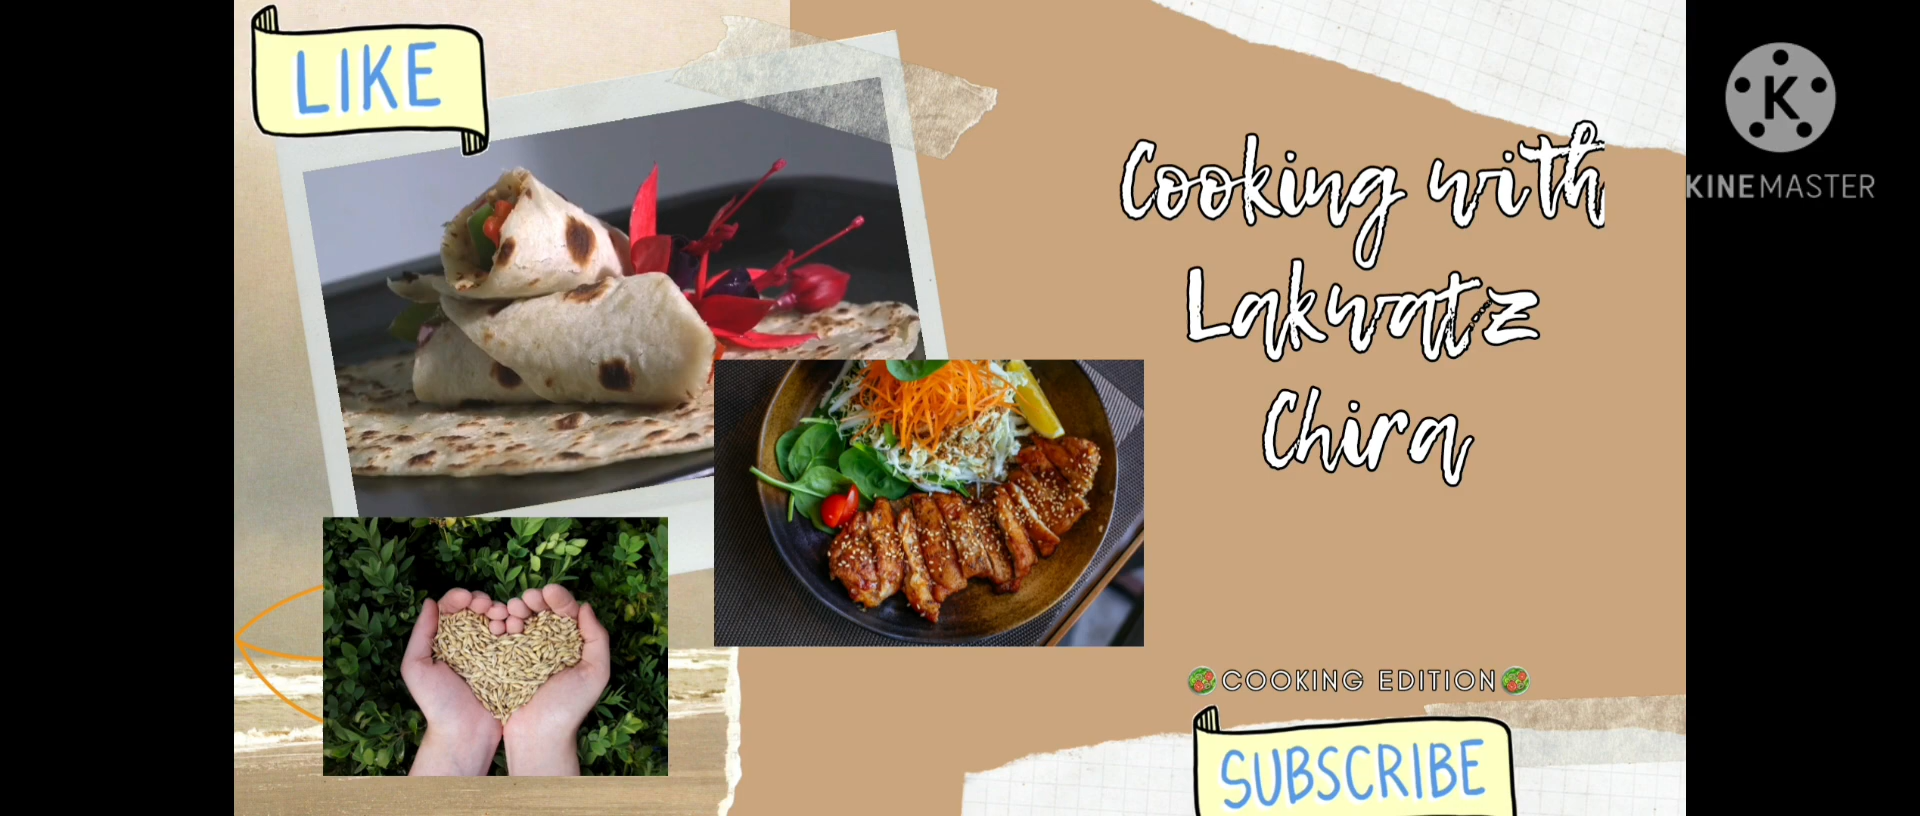 LIKE
Cooking with
Lakwatz
Chira
COOKING EDITION
SUBSCRIBE
K
KINEMASTER